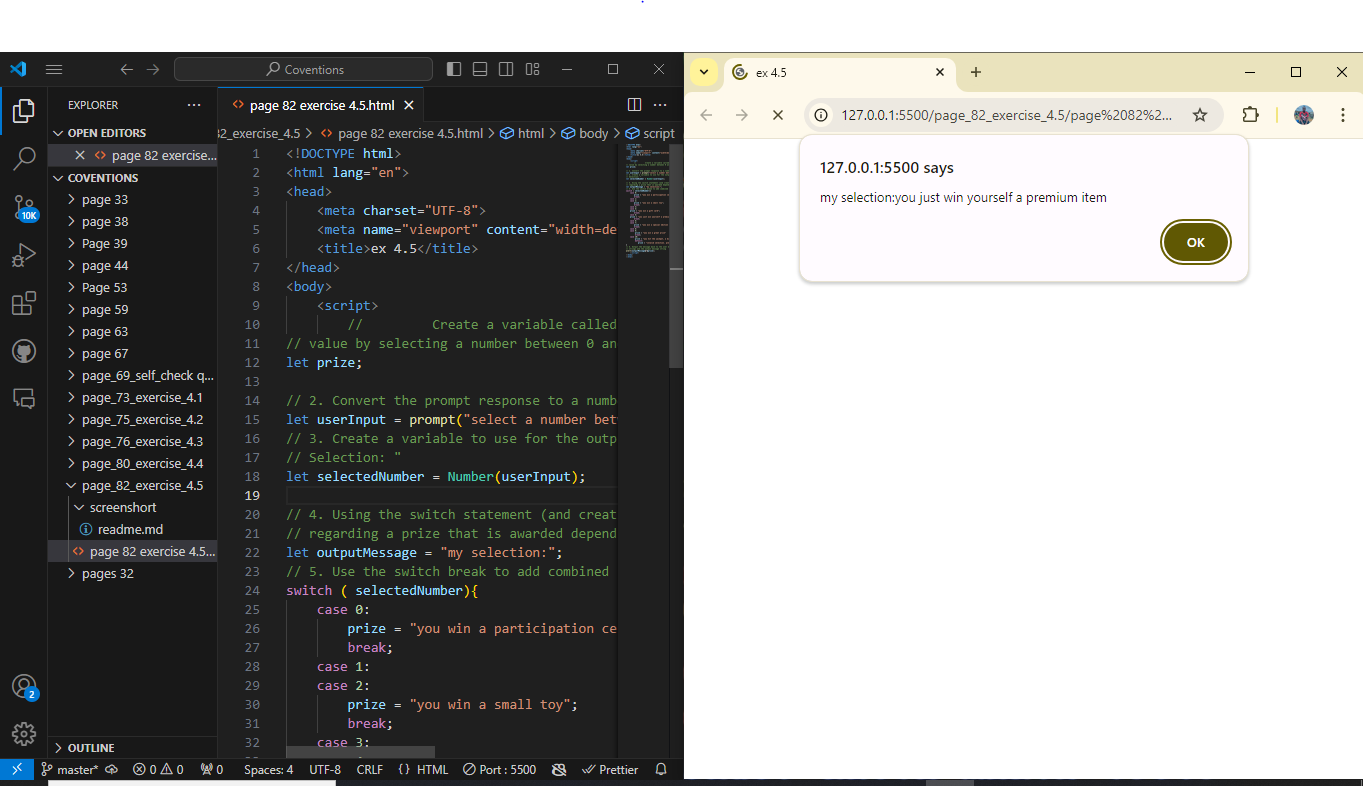 Coventions
EXPLORER
OPEN EDITORS
page 82 exercise...
COVENTIONS
page 33
page 38
Page 39
page 44
Page 53
page 59
page 63
page 67
page_69_self_check q...
page_73_exercise_4.1
page_75_exercise_4.2
page_76_exercise_4.3
page_80_exercise_4.4
page_82_exercise_4.5
screenshort
readme.md
page 82 exercise 4.5...
pages 32
OUTLINE
10K
2
page 82 exercise 4.5.html
32_exercise_4.5 > page 82 exercise 4.5.html > html > body > script
1 <!DOCTYPE html>
2 <html lang="en">
3 <head>
4 <meta charset="UTF-8">
5 <meta name="viewport" content="width=de
6 <title>ex 4.5</title>
7 </head>
8 <body>
9 <script>
10 // Create a variable called
11 // value by selecting a number between 0 an
12 let prize;
13
14 // 2. Convert the prompt response to a numb
15 let userInput = prompt("select a number bet
16 // 3. Create a variable to use for the outp
17 // Selection: "
18 let selectedNumber = Number(userInput);
19
20 // 4. Using the switch statement (and creat
21 // regarding a prize that is awarded depend
22 let outputMessage = "my selection:";
23 // 5. Use the switch break to add combined
24 switch ( selectedNumber){
25 case 0:
26 prize = "you win a participation ce
27 break;
28 case 1:
29 case 2:
30 prize = "you win a small toy";
31 break;
32 case 3:
master* 0 0 0 Spaces: 4 UTF-8 CRLF {} HTML Port : 5500 Prettier
ex 4.5
127.0.0.1:5500/page_82_exercise_4.5/page%2082%2...
127.0.0.1:5500 says
my selection:you just win yourself a premium item
OK